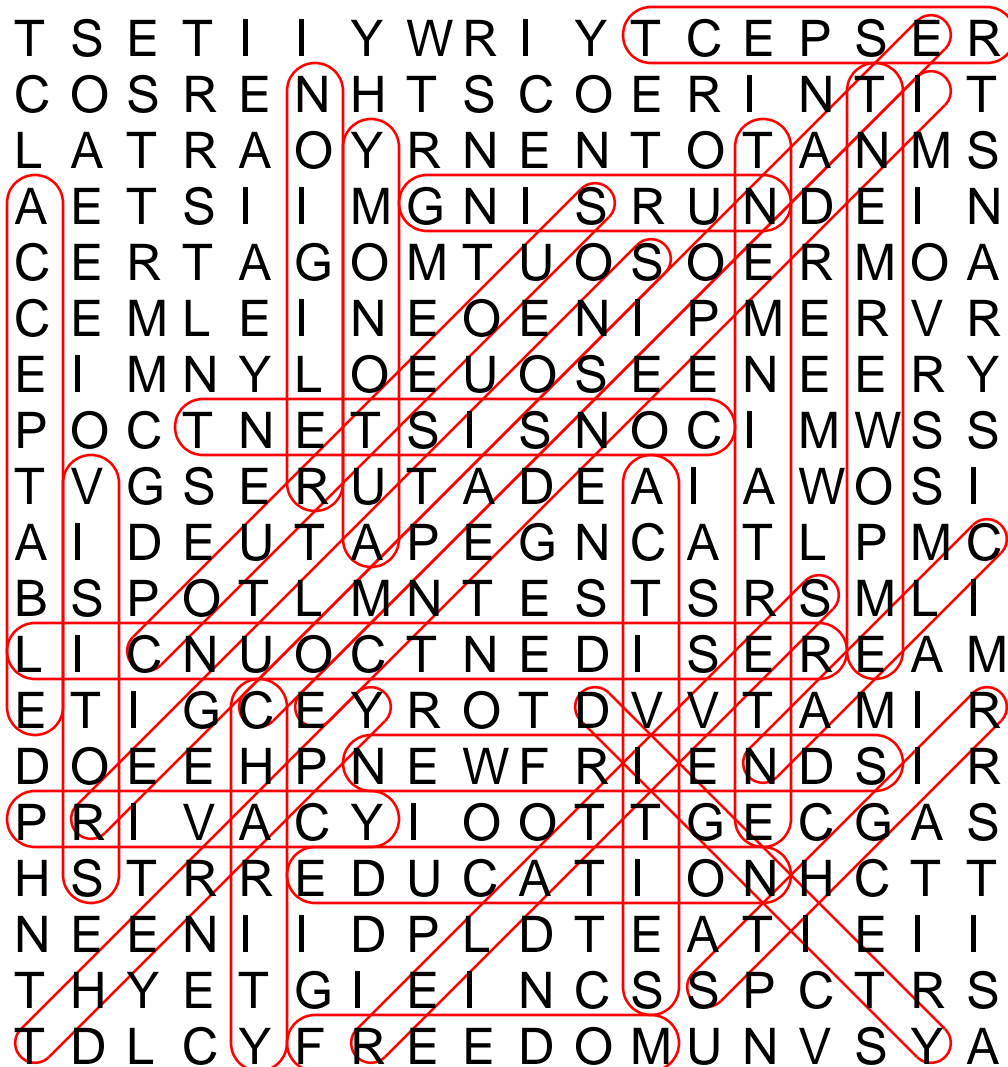 T S E T I I Y W R I Y T C E P S E R
C O S R E N H T S C O E R I N T I T
L A T R A O Y R N E N T O T A N M S
A E T S I I M G N I S R U N D E I N
C E R T A G O M T U O S O E R M O A
C E M L E I N E O E N I P M E R V R
E I M N Y L O E U O S E E N E E R Y
P O C T N E T S I S N O C I M W S S
T V G S E R U T A D E A I A W O S I
A I D E U T A P E G N C A T L P M C
B S P O T L M N T E S T S R S M L I
L I C N U O C T N E D I S E R E A M
E T I G C E Y R O T D V V T A M I R
D O E E H P N E W F R I E N D S I R
P R I V A C Y I O O T T G E C G A S
H S T R R E D U C A T I O N H C T T
N E E N I I D P L D T E A T I E I I
T H Y E T G I E I N C S S P C T R S
T D L C Y F R E E D O M U N V S Y A